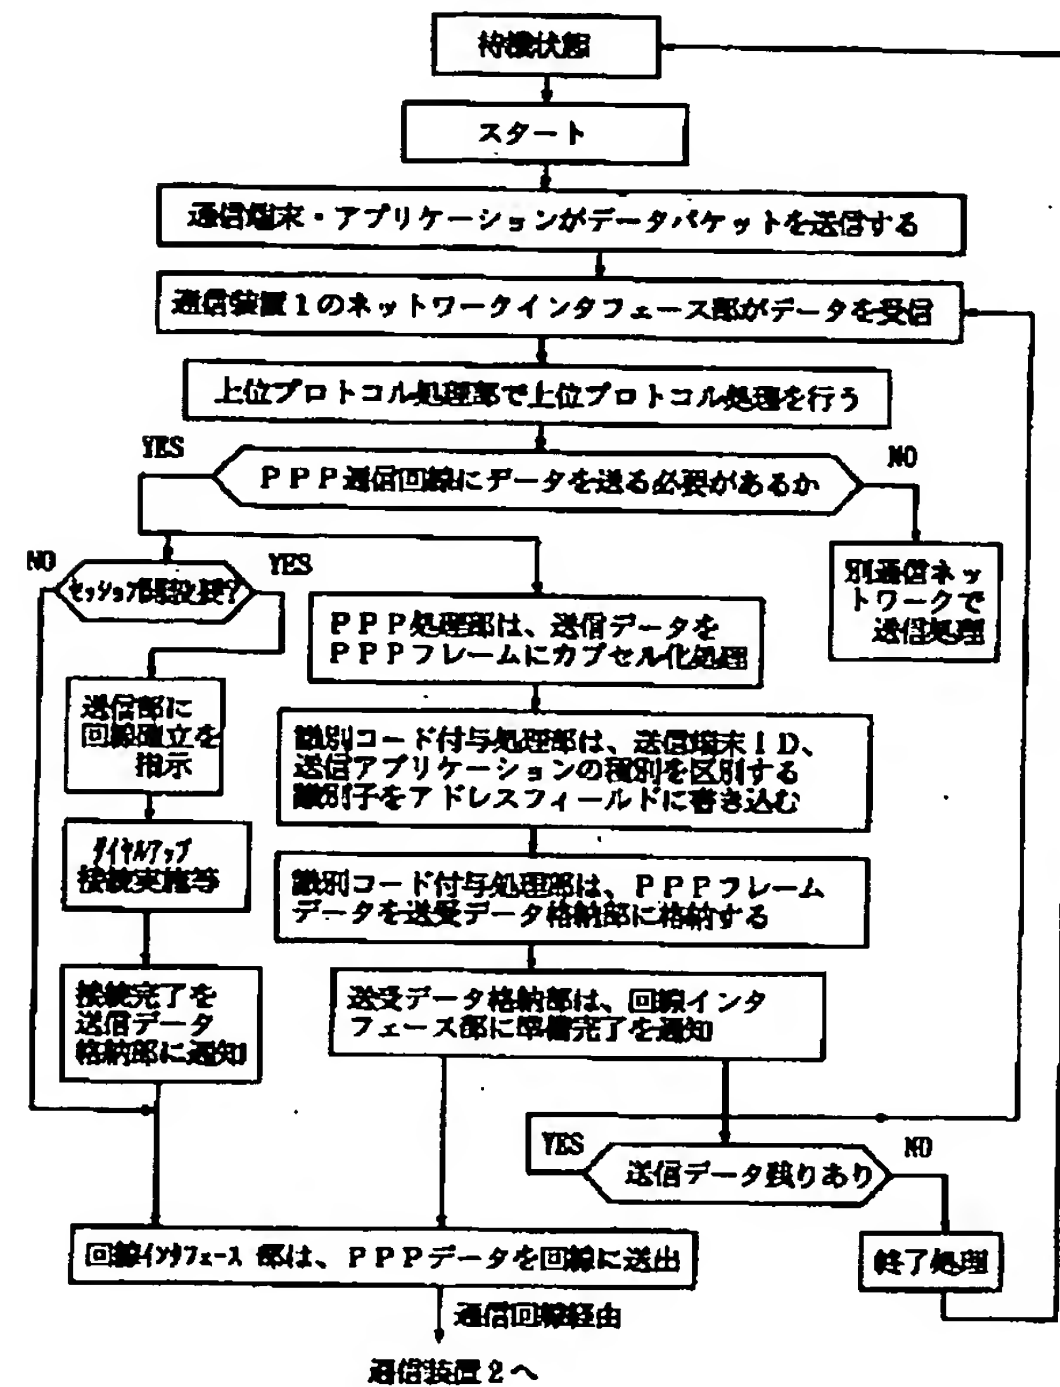 待機状態
スタート
通信端末・アプリケーションがデータパケットを送信する
通信装置1のネットワークインタフェース部がデータを受信
上位プロトコル処理部で上位プロトコル処理を行う
YES
NO
PPP通信回線にデータを送る必要があるか
NO
YES
セッション開設要?
別通信ネッ
トワークで
送信処理
PPP処理部は、送信データを
PPPフレームにカプセル化処理
送信部に
回線確立を
指示
識別コード付与処理部は、送信端末ID、
送信アプリケーションの種別を区別する
識別子をアドレスフィールドに書き込む
ダイヤルアップ
接続実施等
識別コード付与処理部は、PPPフレーム
データを送受データ格納部に格納する
接続完了を
送信データ
格納部に通知
送受データ格納部は、回線インタ
フェース部に準備完了を通知
YES
NO
送信データ残りあり
回線インタフェース部は、PPPデータを回線に送出
終了処理
通信回線経由
通信装置2へ